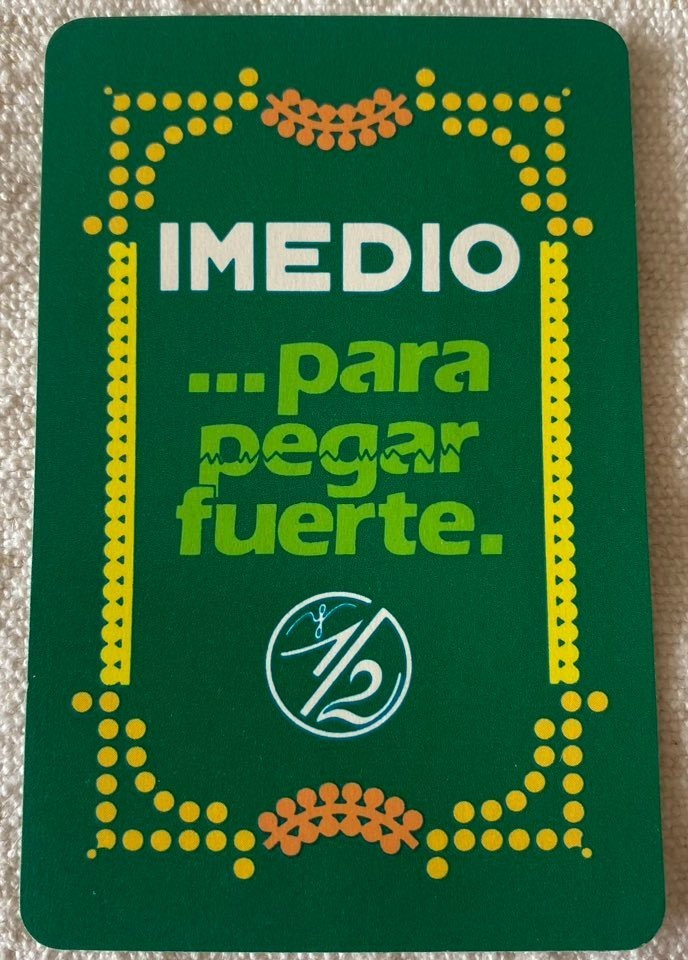 IMEDIO
...para
pegar
fuerte.
y 1/2